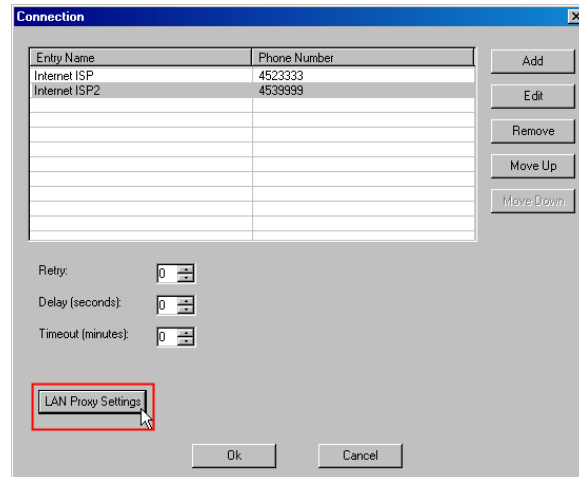 Connection
Entry Name Phone Number
Internet ISP 4523333
Internet ISP2 4539999
Add
Edit
Remove
Move Up
Move Down
Retry: 0
Delay (seconds): 0
Timeout (minutes): 0
LAN Proxy Settings
Ok Cancel